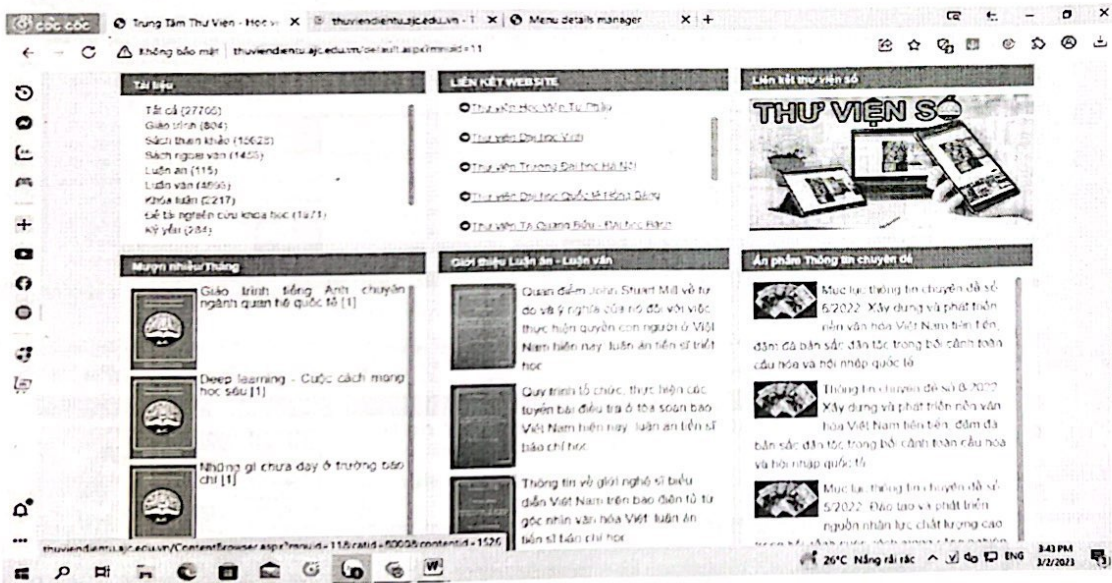 cốc cốc
Trung Tâm Thư Viện - Học vi
thuviendientu.ajc.edu.vn - T
Menu details manager
Không bảo mật | thuviendientu.ajc.edu.vn/default.aspx?mnuid=11
Tài liệu
Tất cả (27705)
Giáo trình (804)
Sách tham khảo
Sách ngoại văn
Luận án (115)
Luận văn
Khóa luận (2217)
Đề tài nghiên cứu khoa học (1971)
Kỷ yếu (284)
LIÊN KẾT WEBSITE
Thư viện Học Viện Tư Pháp
Thư viện Đại học Vinh
Thư viện Trường Đại học Hà Nội
Thư viện Đại học Quốc tế Hồng Bàng
Thư viện Tạ Quang Bửu - Đại học Bách
Liên kết thư viện số
THƯ VIỆN SỐ
Mượn nhiều/Tháng
Giáo trình tiếng Anh chuyên
ngành quan hệ quốc tế [1]
Deep learning - Cuộc cách mạng
học sâu [1]
Những gì chưa dạy ở trường báo
chí [1]
Giới thiệu Luận án - Luận văn
Quan điểm John Stuart Mill về tự
do và ý nghĩa của nó đối với việc
thực hiện quyền con người ở Việt
Nam hiện nay: luận án tiến sĩ triết
học
Quy trình tổ chức, thực hiện các
tuyến bài điều tra ở tòa soạn báo
Việt Nam hiện nay: luận án tiến sĩ
báo chí học
Thông tin về giới nghệ sĩ biểu
diễn Việt Nam trên báo điện tử từ
góc nhìn văn hóa Việt: luận án
tiến sĩ báo chí học
Ấn phẩm Thông tin chuyên đề
Mục lục thông tin chuyên đề số
6/2022: Xây dựng và phát triển
nền văn hóa Việt Nam tiên tiến,
đậm đà bản sắc dân tộc trong bối cảnh toàn
cầu hóa và hội nhập quốc tế
Thông tin chuyên đề số 6/2022
Xây dựng và phát triển nền văn
hóa Việt Nam tiên tiến, đậm đà
bản sắc dân tộc trong bối cảnh toàn cầu hóa
và hội nhập quốc tế
Mục lục thông tin chuyên đề số
5/2022: Đào tạo và phát triển
nguồn nhân lực chất lượng cao
thuviendientu.ajc.edu.vn/ContentBrowser.aspx?mnuid=11&catid=6000&contentid=1526
26°C Nắng rải rác
ENG
3:43 PM
3/2/2023